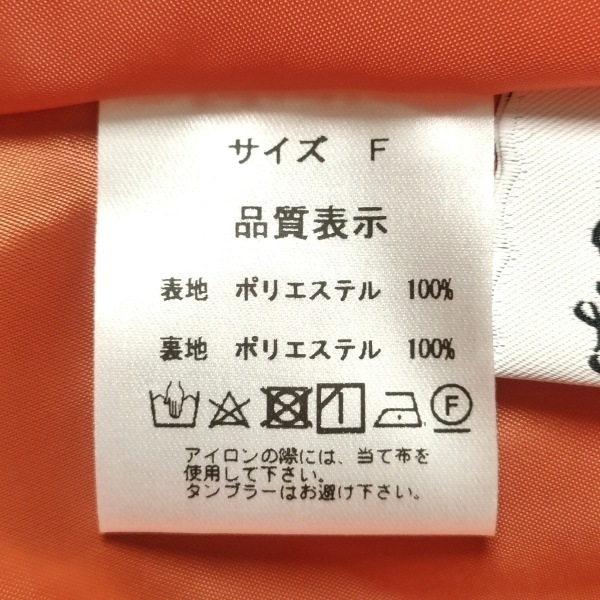 サイズ F
品質表示
表地 ポリエステル 100%
裏地 ポリエステル 100%
F
アイロンの際には、当て布を
使用して下さい。
タンブラーはお避け下さい。